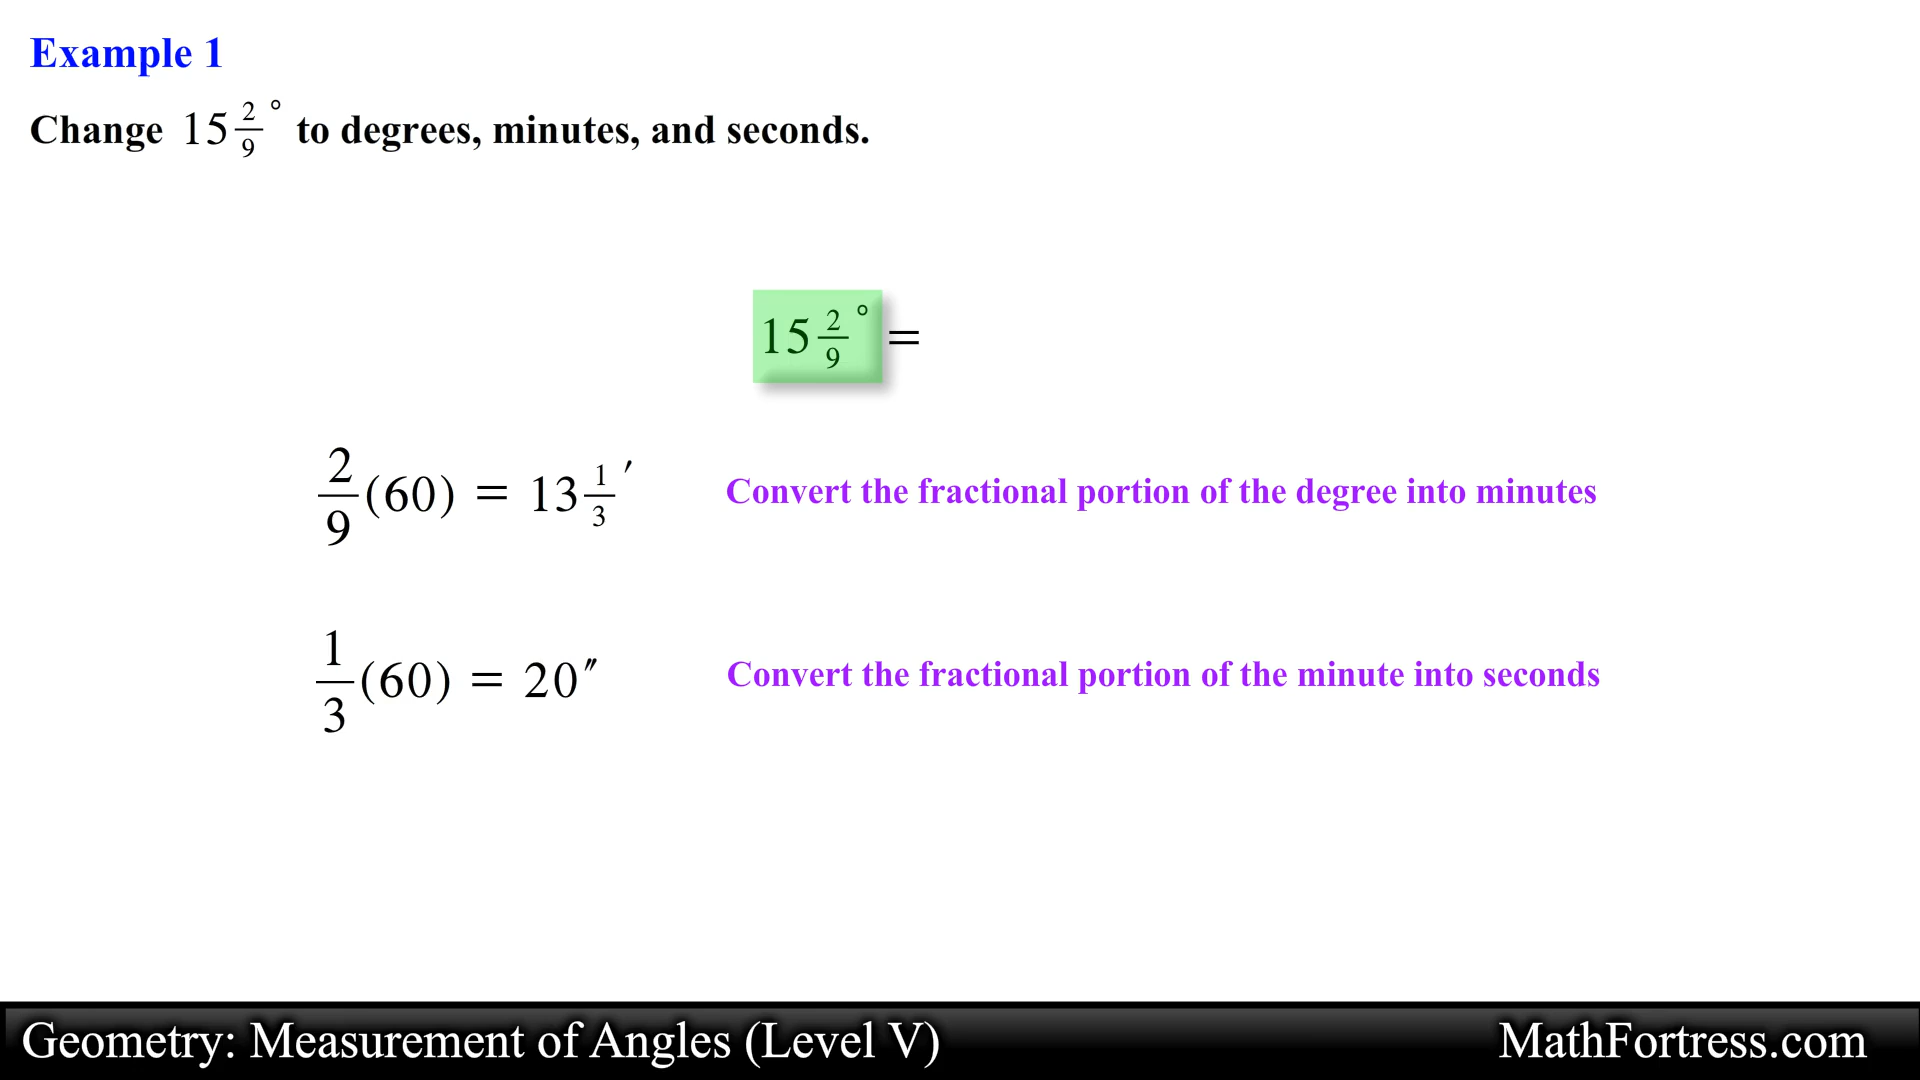 Example 1
Change 15 2/9° to degrees, minutes, and seconds.
15 2/9° =
2/9 (60) = 13 1/3′ Convert the fractional portion of the degree into minutes
1/3 (60) = 20″ Convert the fractional portion of the minute into seconds
Geometry: Measurement of Angles (Level V) MathFortress.com